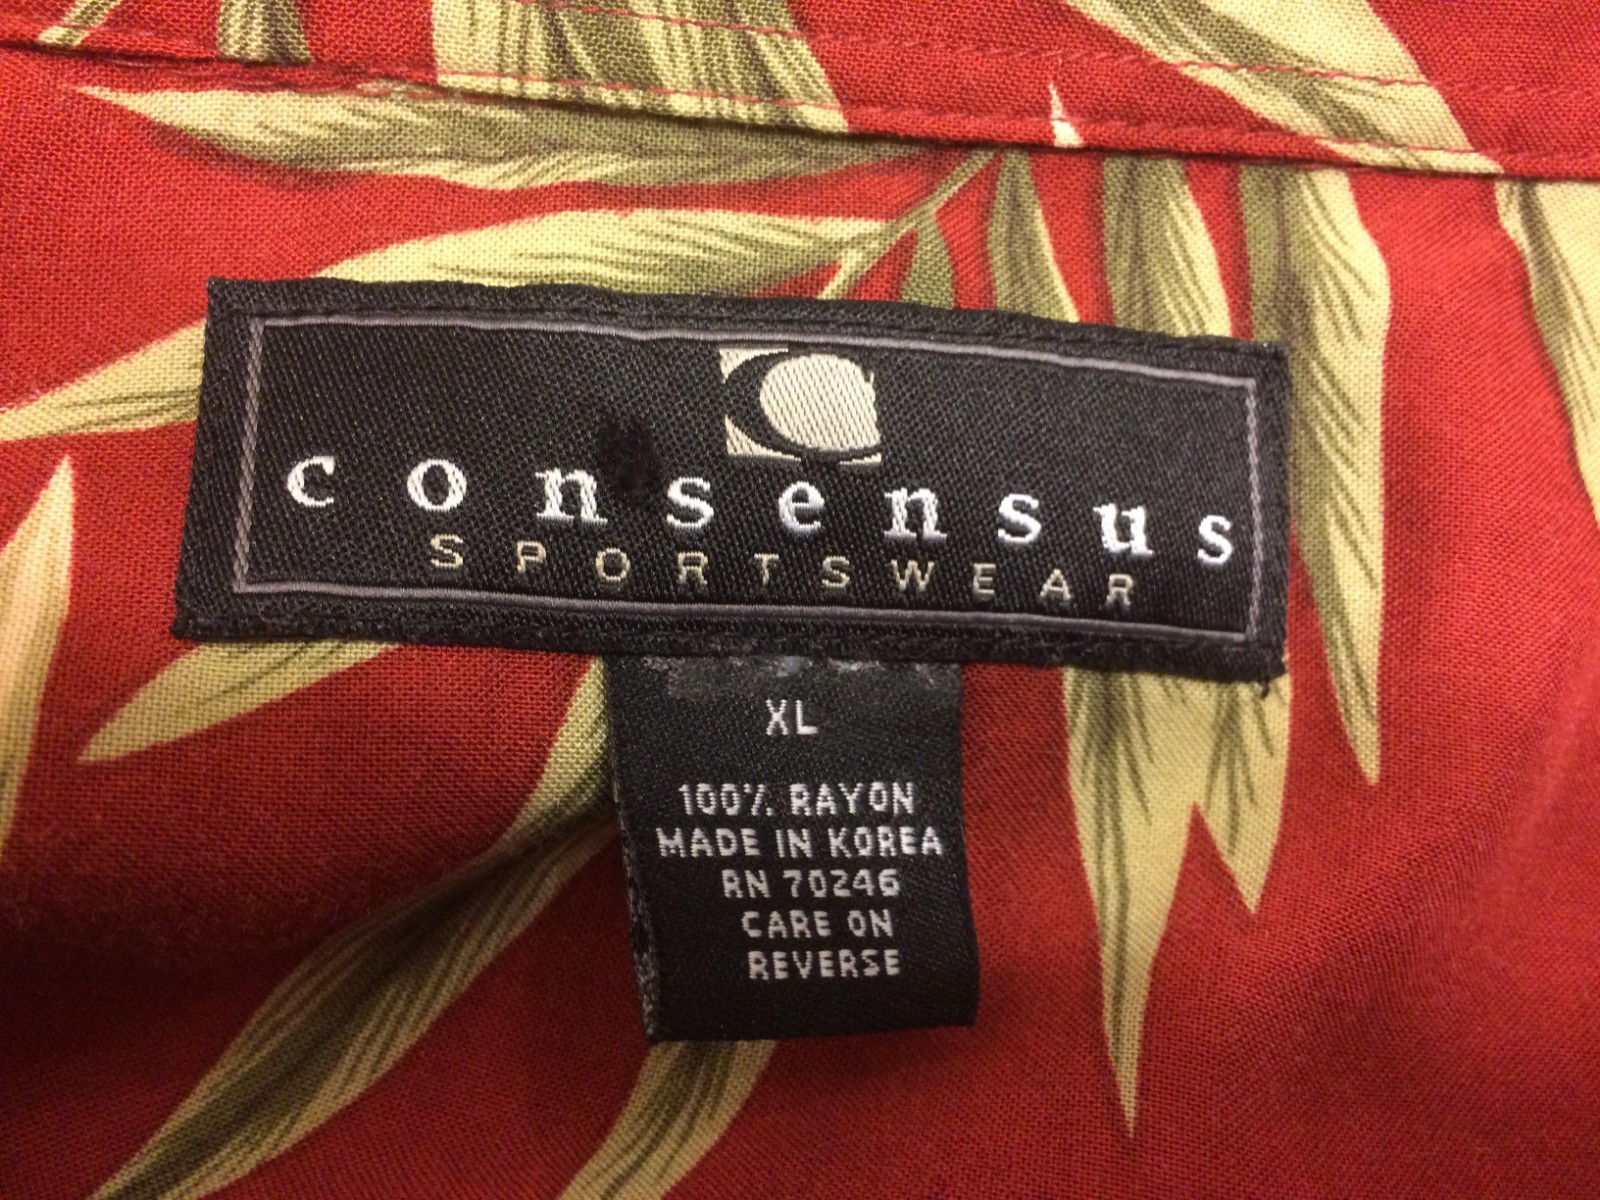 consensus
SPORTSWEAR
XL
100% RAYON
MADE IN KOREA
RN 70246
CARE ON
REVERSE